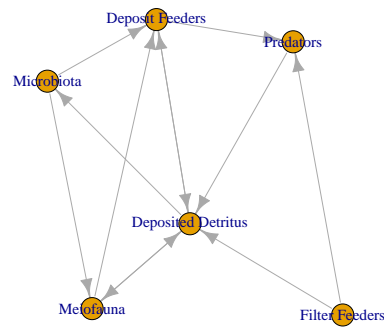 Deposit Feeders
Predators
Microbiota
Deposited Detritus
Meiofauna
Filter Feeders